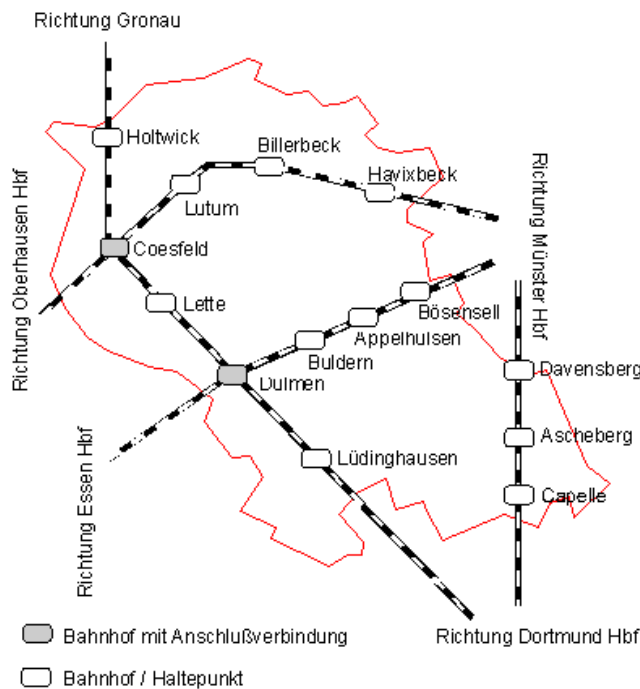 Richtung Gronau
Holtwick
Billerbeck
Havixbeck
Lutum
Richtung Münster Hbf
Richtung Oberhausen Hbf
Coesfeld
Lette
Bösensell
Appelhulsen
Buldern
Dülmen
Davensberg
Richtung Essen Hbf
Lüdinghausen
Ascheberg
Capelle
Bahnhof mit Anschlußverbindung
Richtung Dortmund Hbf
Bahnhof / Haltepunkt